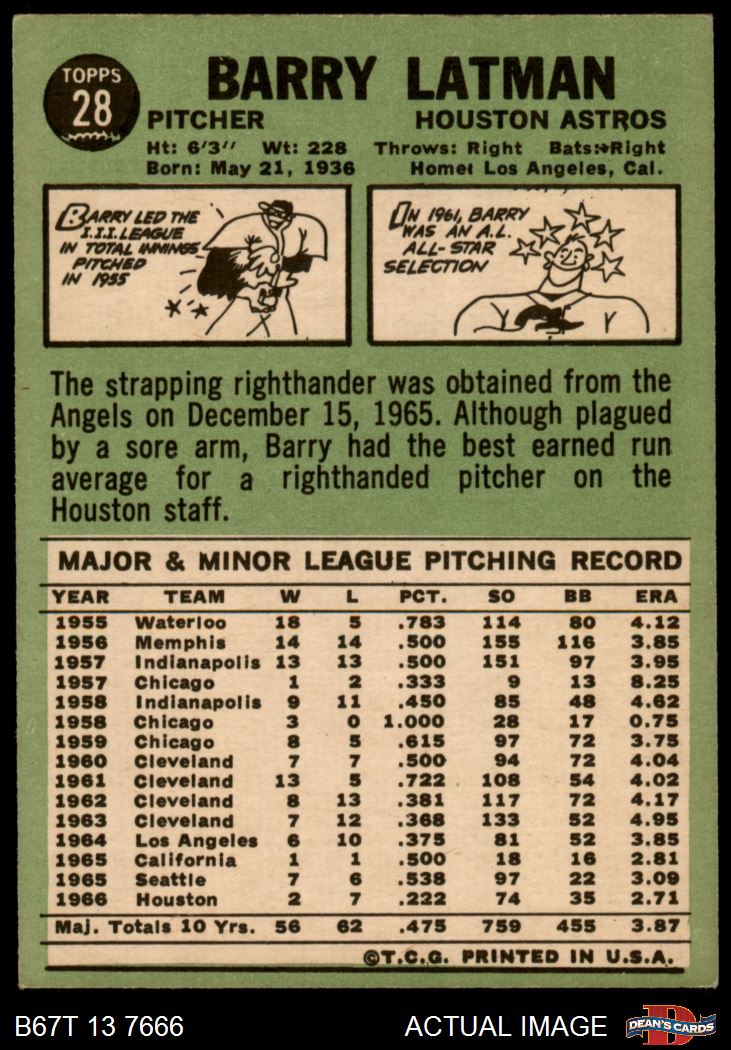 TOPPS
28
BARRY LATMAN
PITCHER HOUSTON ASTROS
Ht: 6'3" Wt: 228 Throws: Right Bats: Right
Born: May 21, 1936 Home: Los Angeles, Cal.
BARRY LED THE
I.I.I. LEAGUE
IN TOTAL INNINGS
PITCHED
IN 1955
IN 1961, BARRY
WAS AN A.L.
ALL-STAR
SELECTION
The strapping righthander was obtained from the
Angels on December 15, 1965. Although plagued
by a sore arm, Barry had the best earned run
average for a righthanded pitcher on the
Houston staff.
MAJOR & MINOR LEAGUE PITCHING RECORD
YEAR TEAM W L PCT. SO BB ERA
1955 Waterloo 18 5 .783 114 80 4.12
1956 Memphis 14 14 .500 155 116 3.85
1957 Indianapolis 13 13 .500 151 97 3.95
1957 Chicago 1 2 .333 9 13 8.25
1958 Indianapolis 9 11 .450 85 48 4.62
1958 Chicago 3 0 1.000 28 17 0.75
1959 Chicago 8 5 .615 97 72 3.75
1960 Cleveland 7 7 .500 94 72 4.04
1961 Cleveland 13 5 .722 108 54 4.02
1962 Cleveland 8 13 .381 117 72 4.17
1963 Cleveland 7 12 .368 133 52 4.95
1964 Los Angeles 6 10 .375 81 52 3.85
1965 California 1 1 .500 18 16 2.81
1965 Seattle 7 6 .538 97 22 3.09
1966 Houston 2 7 .222 74 35 2.71
Maj. Totals 10 Yrs. 56 62 .475 759 455 3.87
©T.C.G. PRINTED IN U.S.A.
B67T 13 7666 ACTUAL IMAGE DEAN'S CARDS